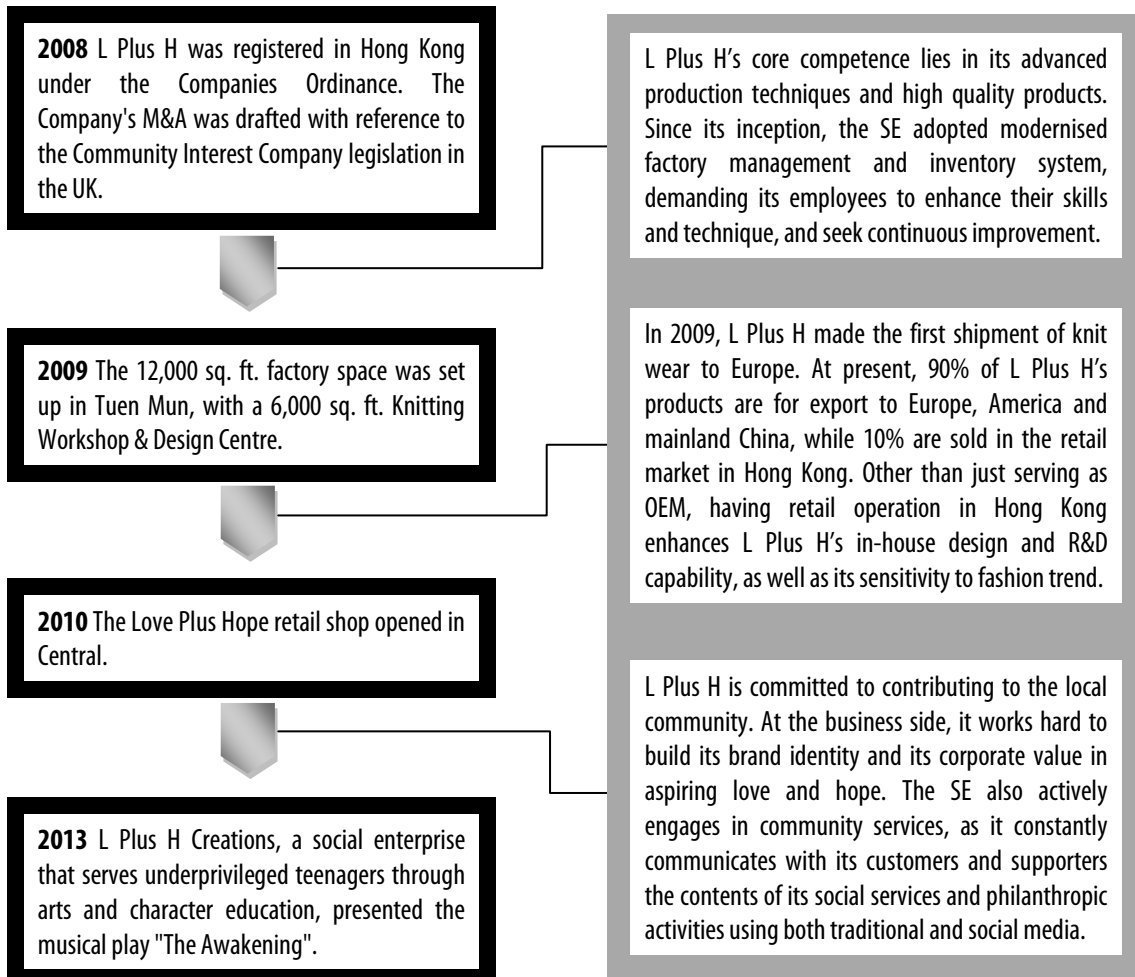 2008 L Plus H was registered in Hong Kong
under the Companies Ordinance. The
Company's M&A was drafted with reference to
the Community Interest Company legislation in
the UK.
2009 The 12,000 sq. ft. factory space was set
up in Tuen Mun, with a 6,000 sq. ft. Knitting
Workshop & Design Centre.
2010 The Love Plus Hope retail shop opened in
Central.
2013 L Plus H Creations, a social enterprise
that serves underprivileged teenagers through
arts and character education, presented the
musical play "The Awakening".
L Plus H’s core competence lies in its advanced
production techniques and high quality products.
Since its inception, the SE adopted modernised
factory management and inventory system,
demanding its employees to enhance their skills
and technique, and seek continuous improvement.
In 2009, L Plus H made the first shipment of knit
wear to Europe. At present, 90% of L Plus H’s
products are for export to Europe, America and
mainland China, while 10% are sold in the retail
market in Hong Kong. Other than just serving as
OEM, having retail operation in Hong Kong
enhances L Plus H’s in-house design and R&D
capability, as well as its sensitivity to fashion trend.
L Plus H is committed to contributing to the local
community. At the business side, it works hard to
build its brand identity and its corporate value in
aspiring love and hope. The SE also actively
engages in community services, as it constantly
communicates with its customers and supporters
the contents of its social services and philanthropic
activities using both traditional and social media.